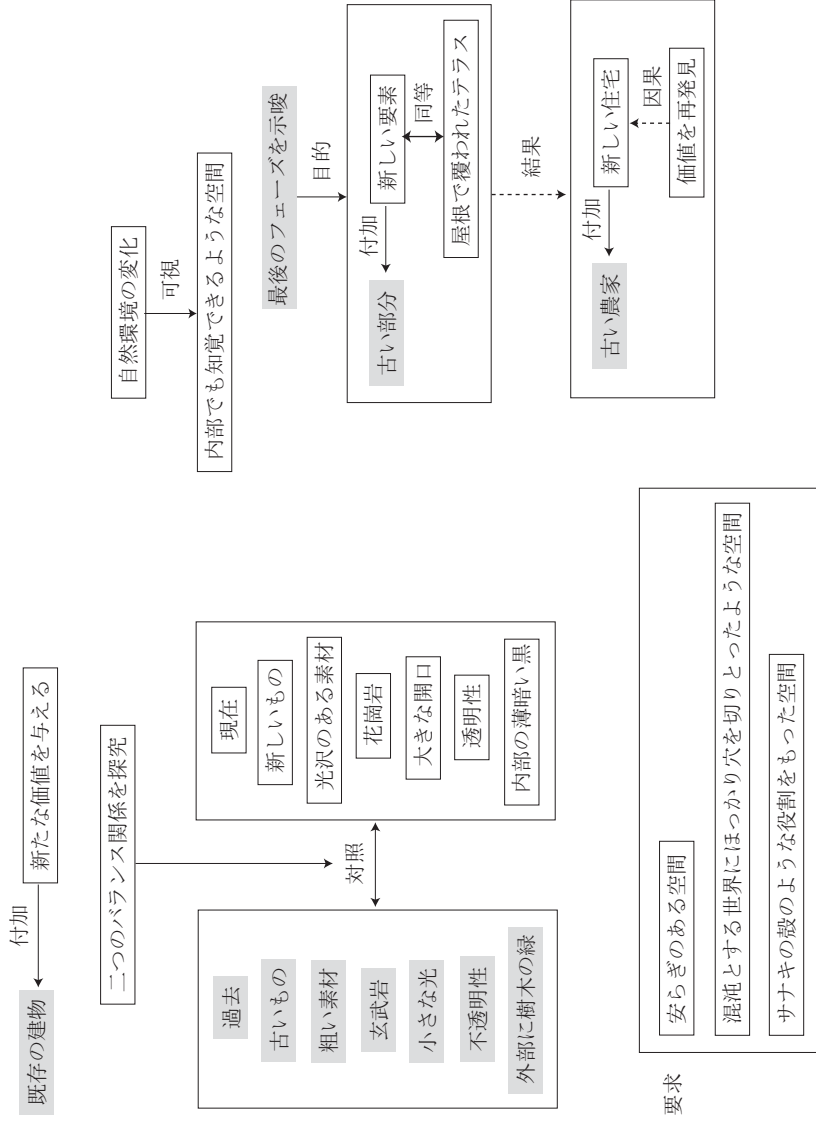 既存の建物
付加
新たな価値を与える
二つのバランス関係を探究
過去
古いもの
粗い素材
玄武岩
小さな光
不透明性
外部に樹木の緑
対照
現在
新しいもの
光沢のある素材
花崗岩
大きな開口
透明性
内部の薄暗い黒
要求
安らぎのある空間
混沌とする世界にぽっかり穴を切りとったような空間
サナギの殻のような役割をもった空間
自然環境の変化
可視
内部でも知覚できるような空間
最後のフェーズを示唆
目的
古い部分
付加
新しい要素
同等
屋根で覆われたテラス
結果
古い農家
付加
新しい住宅
因果
価値を再発見